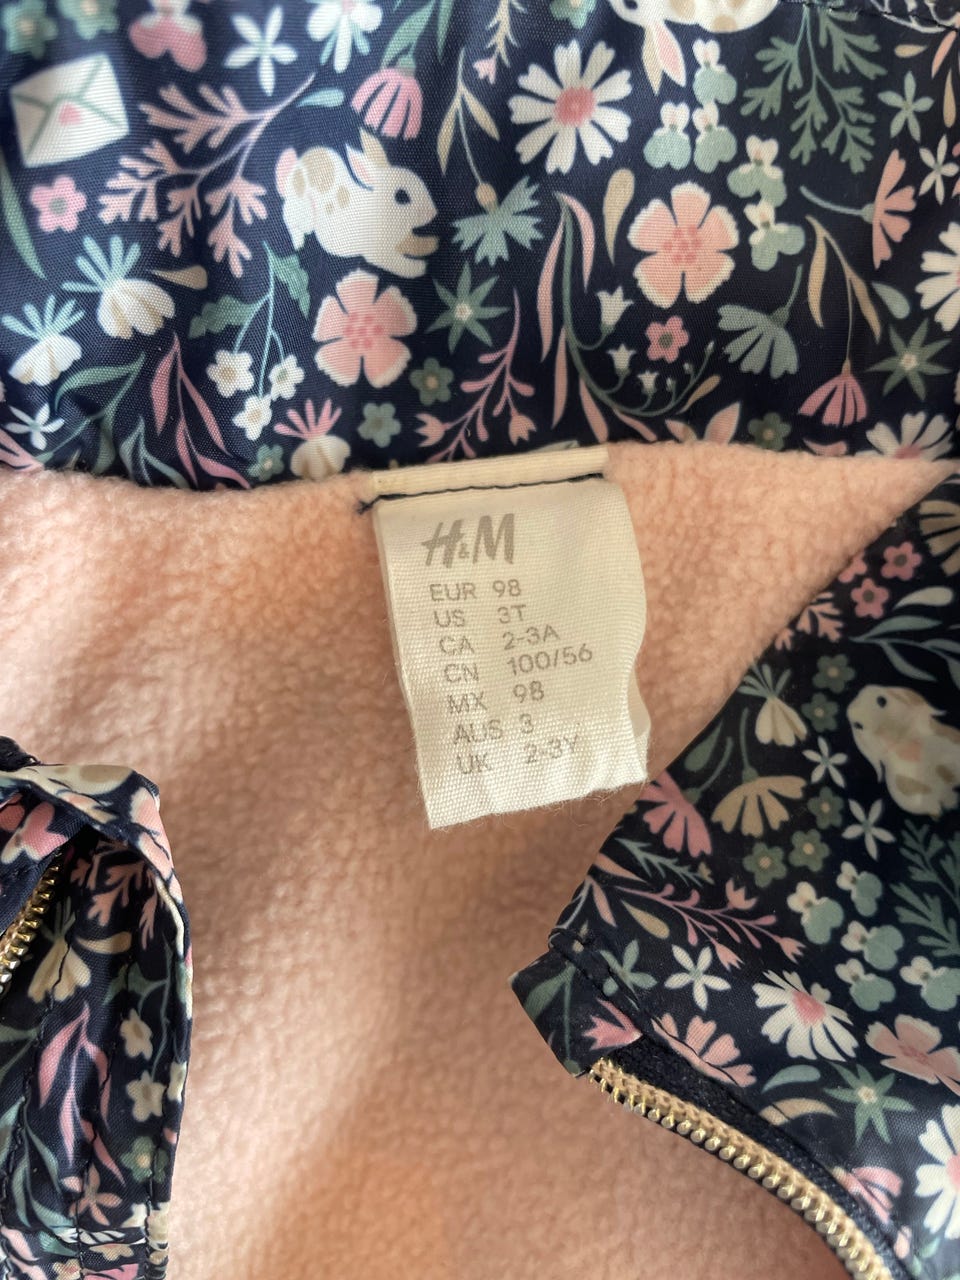 H&M
EUR 98
US 3T
CA 2-3A
CN 100/56
MX 98
AUS 3
UK 2-3Y